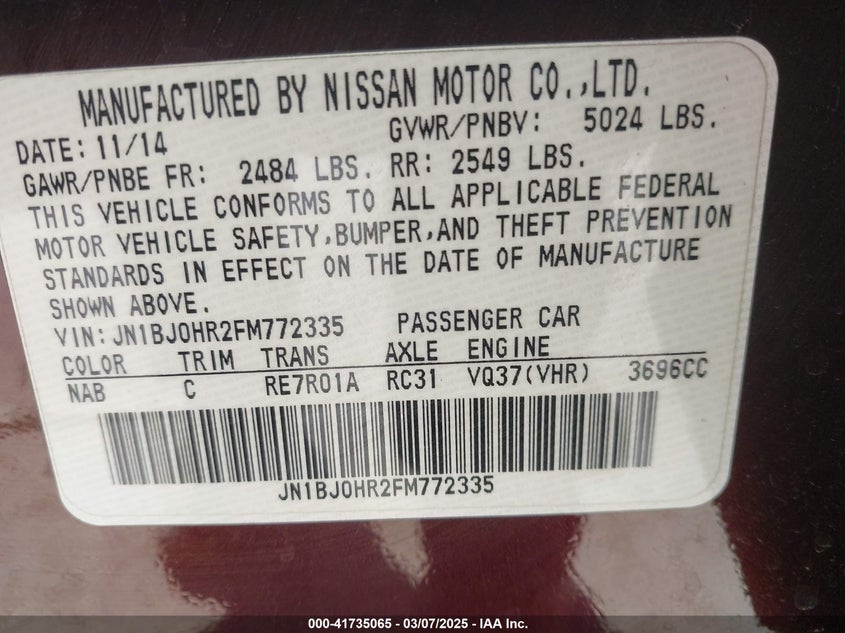 MANUFACTURED BY NISSAN MOTOR CO.,LTD.
DATE: 11/14 GVWR/PNBV: 5024 LBS.
GAWR/PNBE FR: 2484 LBS. RR: 2549 LBS.
THIS VEHICLE CONFORMS TO ALL APPLICABLE FEDERAL
MOTOR VEHICLE SAFETY,BUMPER,AND THEFT PREVENTION
STANDARDS IN EFFECT ON THE DATE OF MANUFACTURE
SHOWN ABOVE.
VIN: JN1BJ0HR2FM772335 PASSENGER CAR
COLOR TRIM TRANS AXLE ENGINE
NAB C RE7R01A RC31 VQ37(VHR) 3696CC
JN1BJ0HR2FM772335
000-41735065 - 03/07/2025 - IAA Inc.